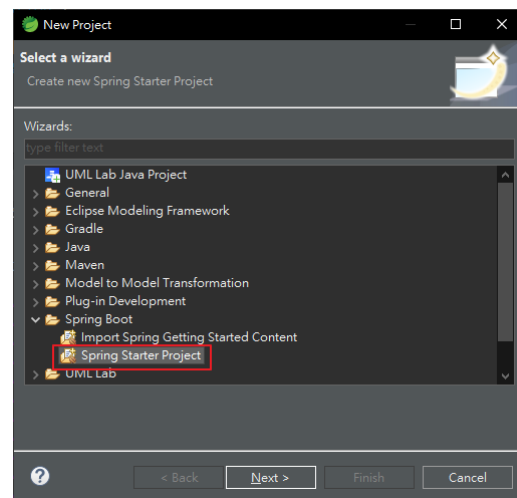 New Project
Select a wizard
Create new Spring Starter Project
Wizards:
type filter text
UML Lab Java Project
General
Eclipse Modeling Framework
Gradle
Java
Maven
Model to Model Transformation
Plug-in Development
Spring Boot
Import Spring Getting Started Content
Spring Starter Project
UML Lab
?
< Back Next > Finish Cancel